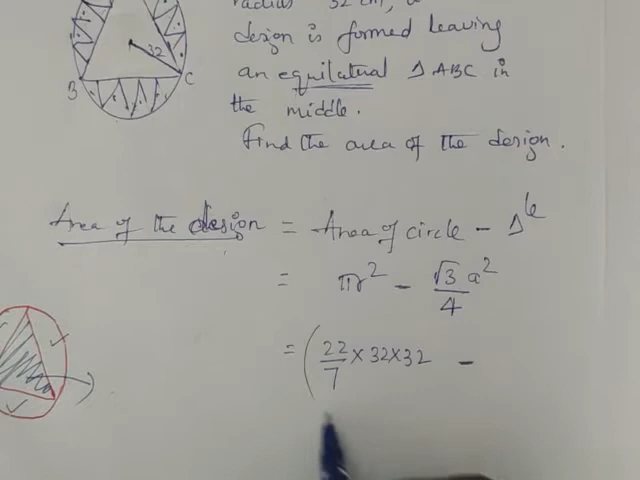 radius 32 cm, a
design is formed leaving
an equilateral Δ ABC in
the middle.
Find the area of the design.
32
B
C
Area of the design = Area of circle - Δle
= πr² - √3/4 a²
= ( 22/7 × 32 × 32 -